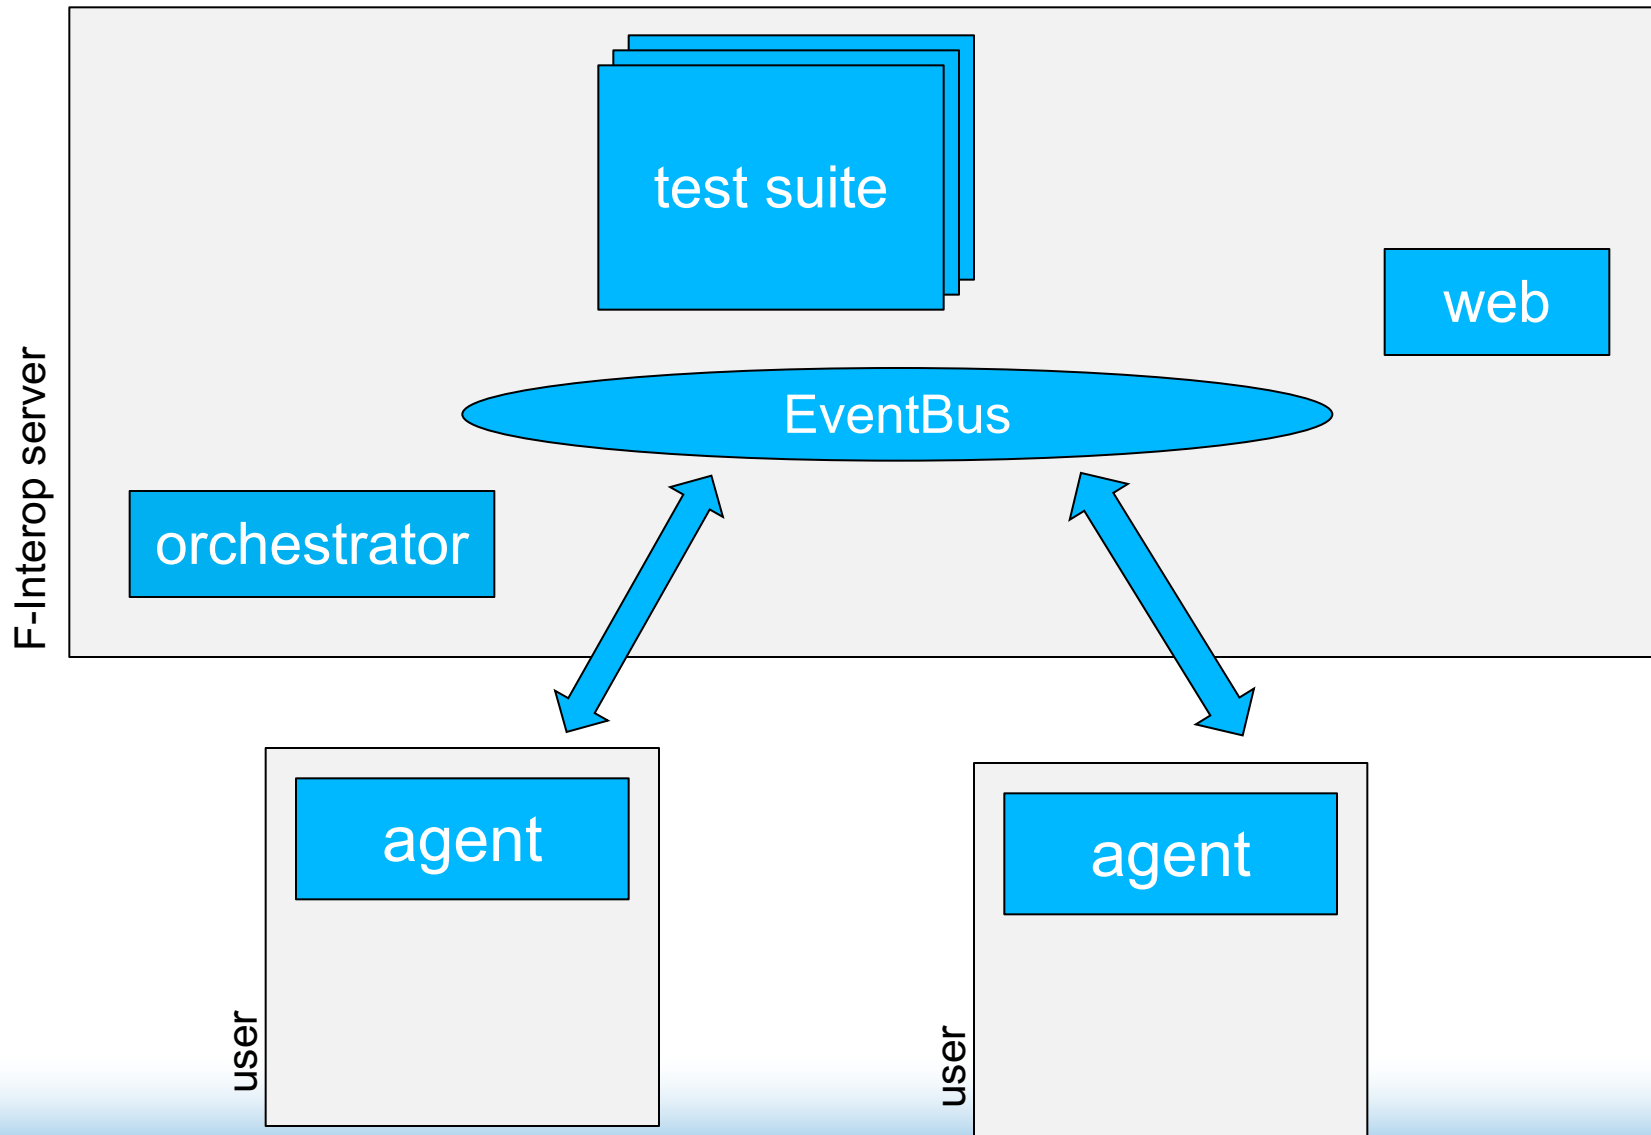 test suite
web
EventBus
F-Interop server
orchestrator
agent
agent
user
user